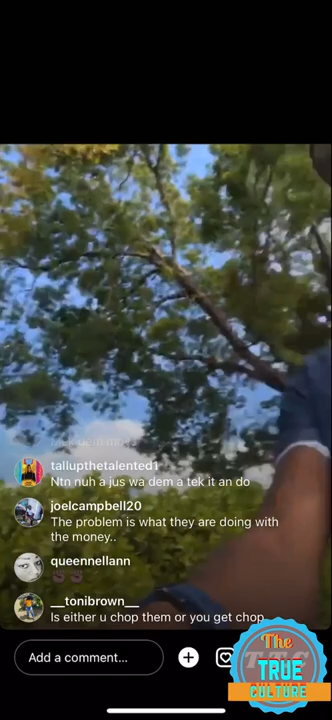 tallupthetalented1
Ntn nuh a jus wa dem a tek it an do
joelcampbell20
The problem is what they are doing with
the money..
queennellann
__tonibrown__
Is either u chop them or you get chop
Add a comment...
The
TRUE
CULTURE